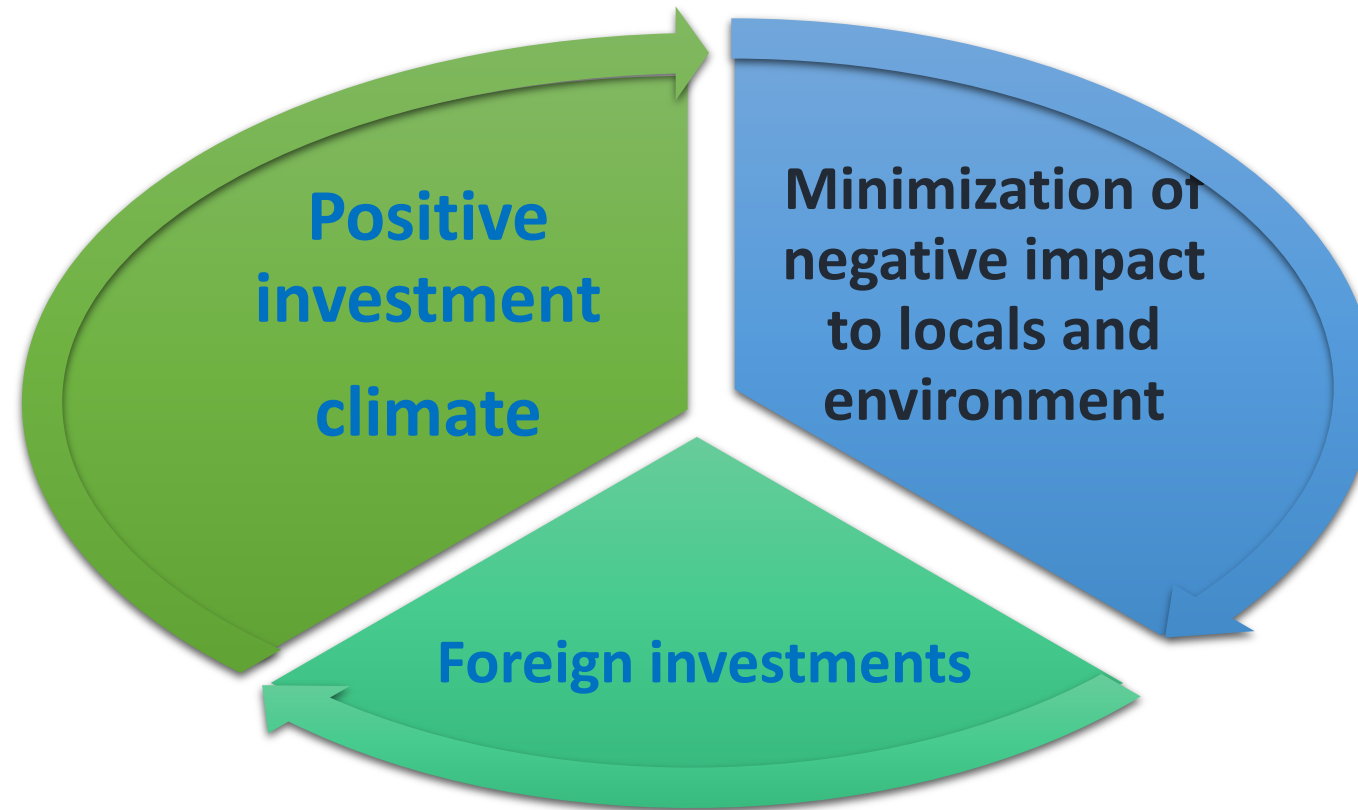 Positive
investment
climate
Minimization of
negative impact
to locals and
environment
Foreign investments